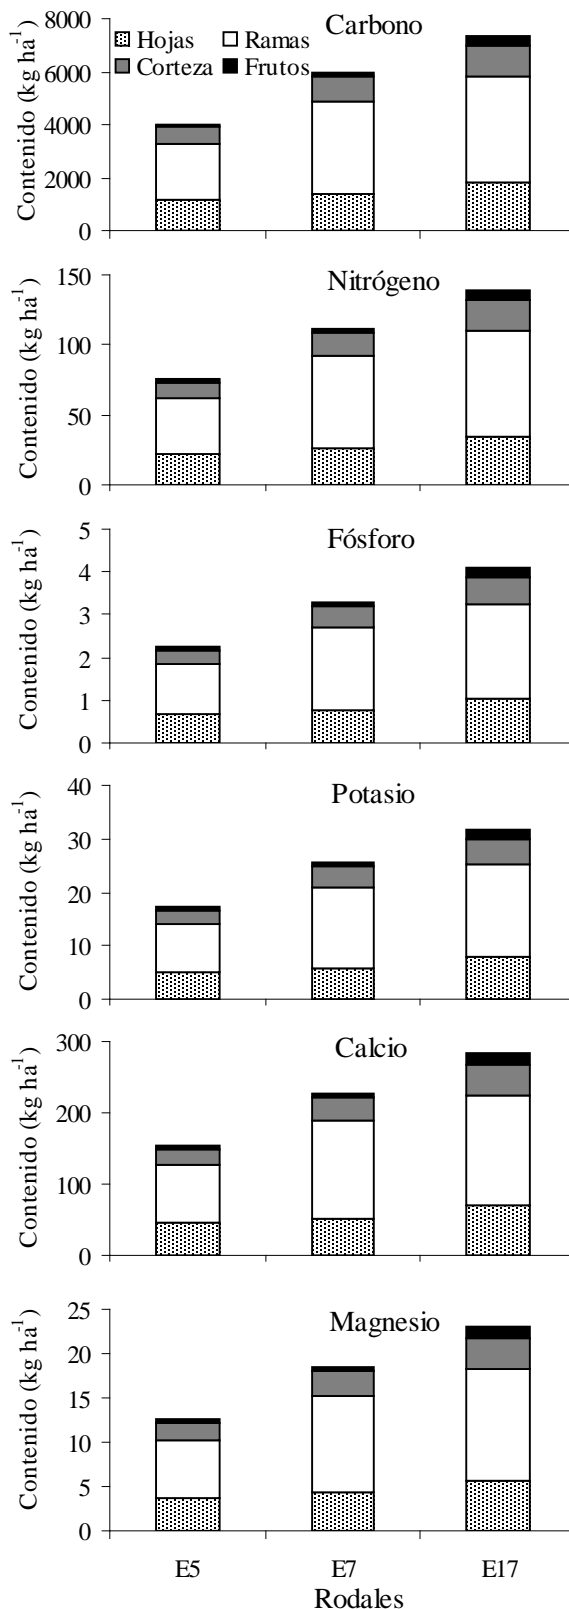 Carbono
Hojas Ramas
Corteza Frutos
Contenido (kg ha⁻¹)
8000
6000
4000
2000
0
Nitrógeno
Contenido (kg ha⁻¹)
150
100
50
0
Fósforo
Contenido (kg ha⁻¹)
5
4
3
2
1
0
Potasio
Contenido (kg ha⁻¹)
40
30
20
10
0
Calcio
Contenido (kg ha⁻¹)
300
200
100
0
Magnesio
Contenido (kg ha⁻¹)
25
20
15
10
5
0
E5 E7 E17
Rodales